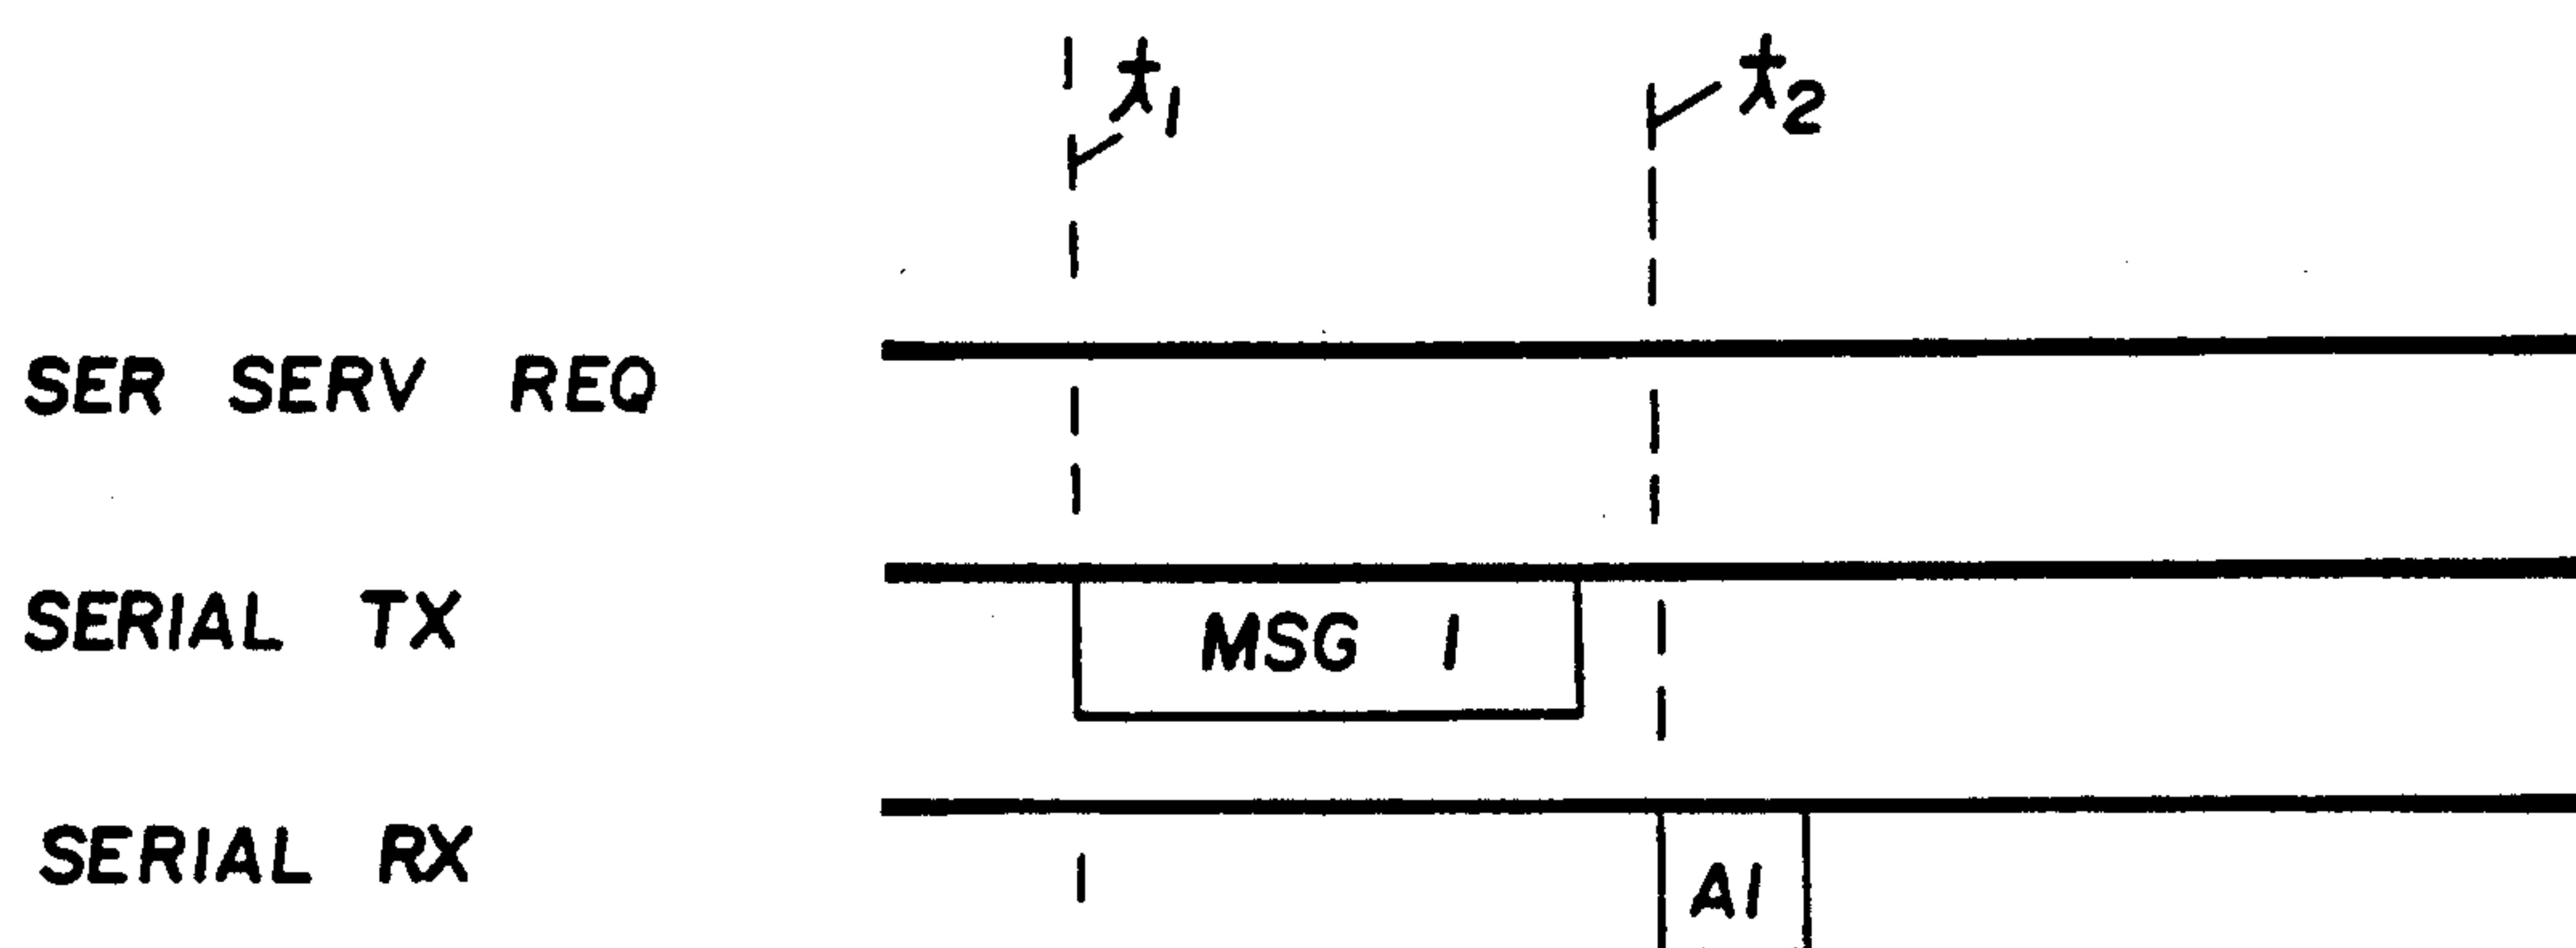 t1
t2
SER SERV REQ
SERIAL TX
MSG 1
SERIAL RX
A1